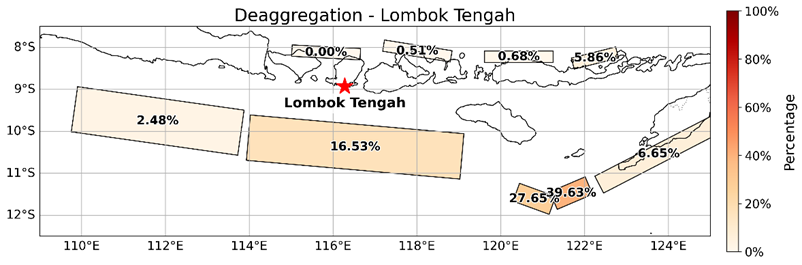 Deaggregation - Lombok Tengah
100%
8°S
0.00%
0.51%
0.68%
5.86%
80%
9°S
Lombok Tengah
60%
2.48%
10°S
16.53%
Percentage
40%
6.65%
11°S
27.65%
39.63%
20%
12°S
0%
110°E
112°E
114°E
116°E
118°E
120°E
122°E
124°E